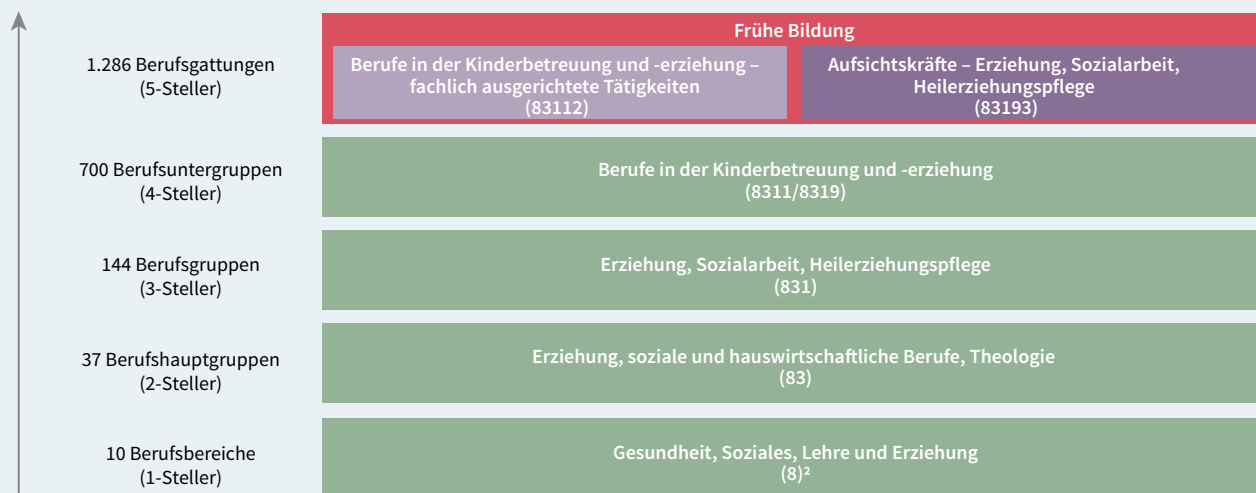 Frühe Bildung
1.286 Berufsgattungen
(5-Steller)
Berufe in der Kinderbetreuung und -erziehung –
fachlich ausgerichtete Tätigkeiten
(83112)
Aufsichtskräfte – Erziehung, Sozialarbeit,
Heilerziehungspflege
(83193)
700 Berufsuntergruppen
(4-Steller)
Berufe in der Kinderbetreuung und -erziehung
(8311/8319)
144 Berufsgruppen
(3-Steller)
Erziehung, Sozialarbeit, Heilerziehungspflege
(831)
37 Berufshauptgruppen
(2-Steller)
Erziehung, soziale und hauswirtschaftliche Berufe, Theologie
(83)
10 Berufsbereiche
(1-Steller)
Gesundheit, Soziales, Lehre und Erziehung
(8)²